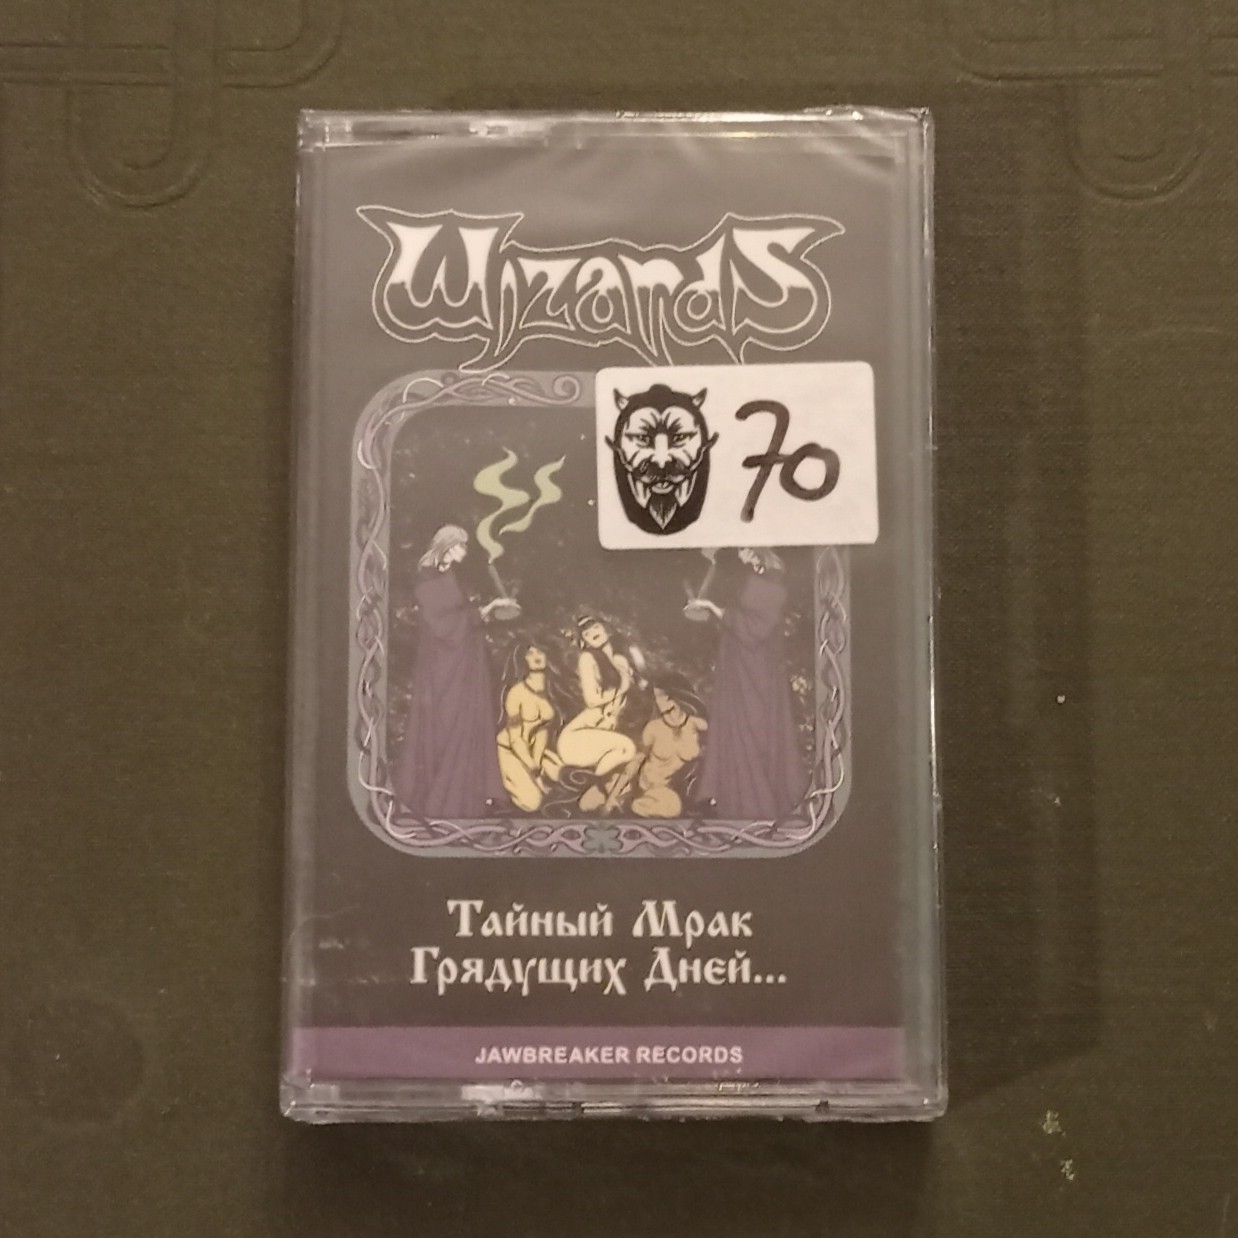 Wizards
70
Тайный Мрак
Грядущих Дней...
JAWBREAKER RECORDS